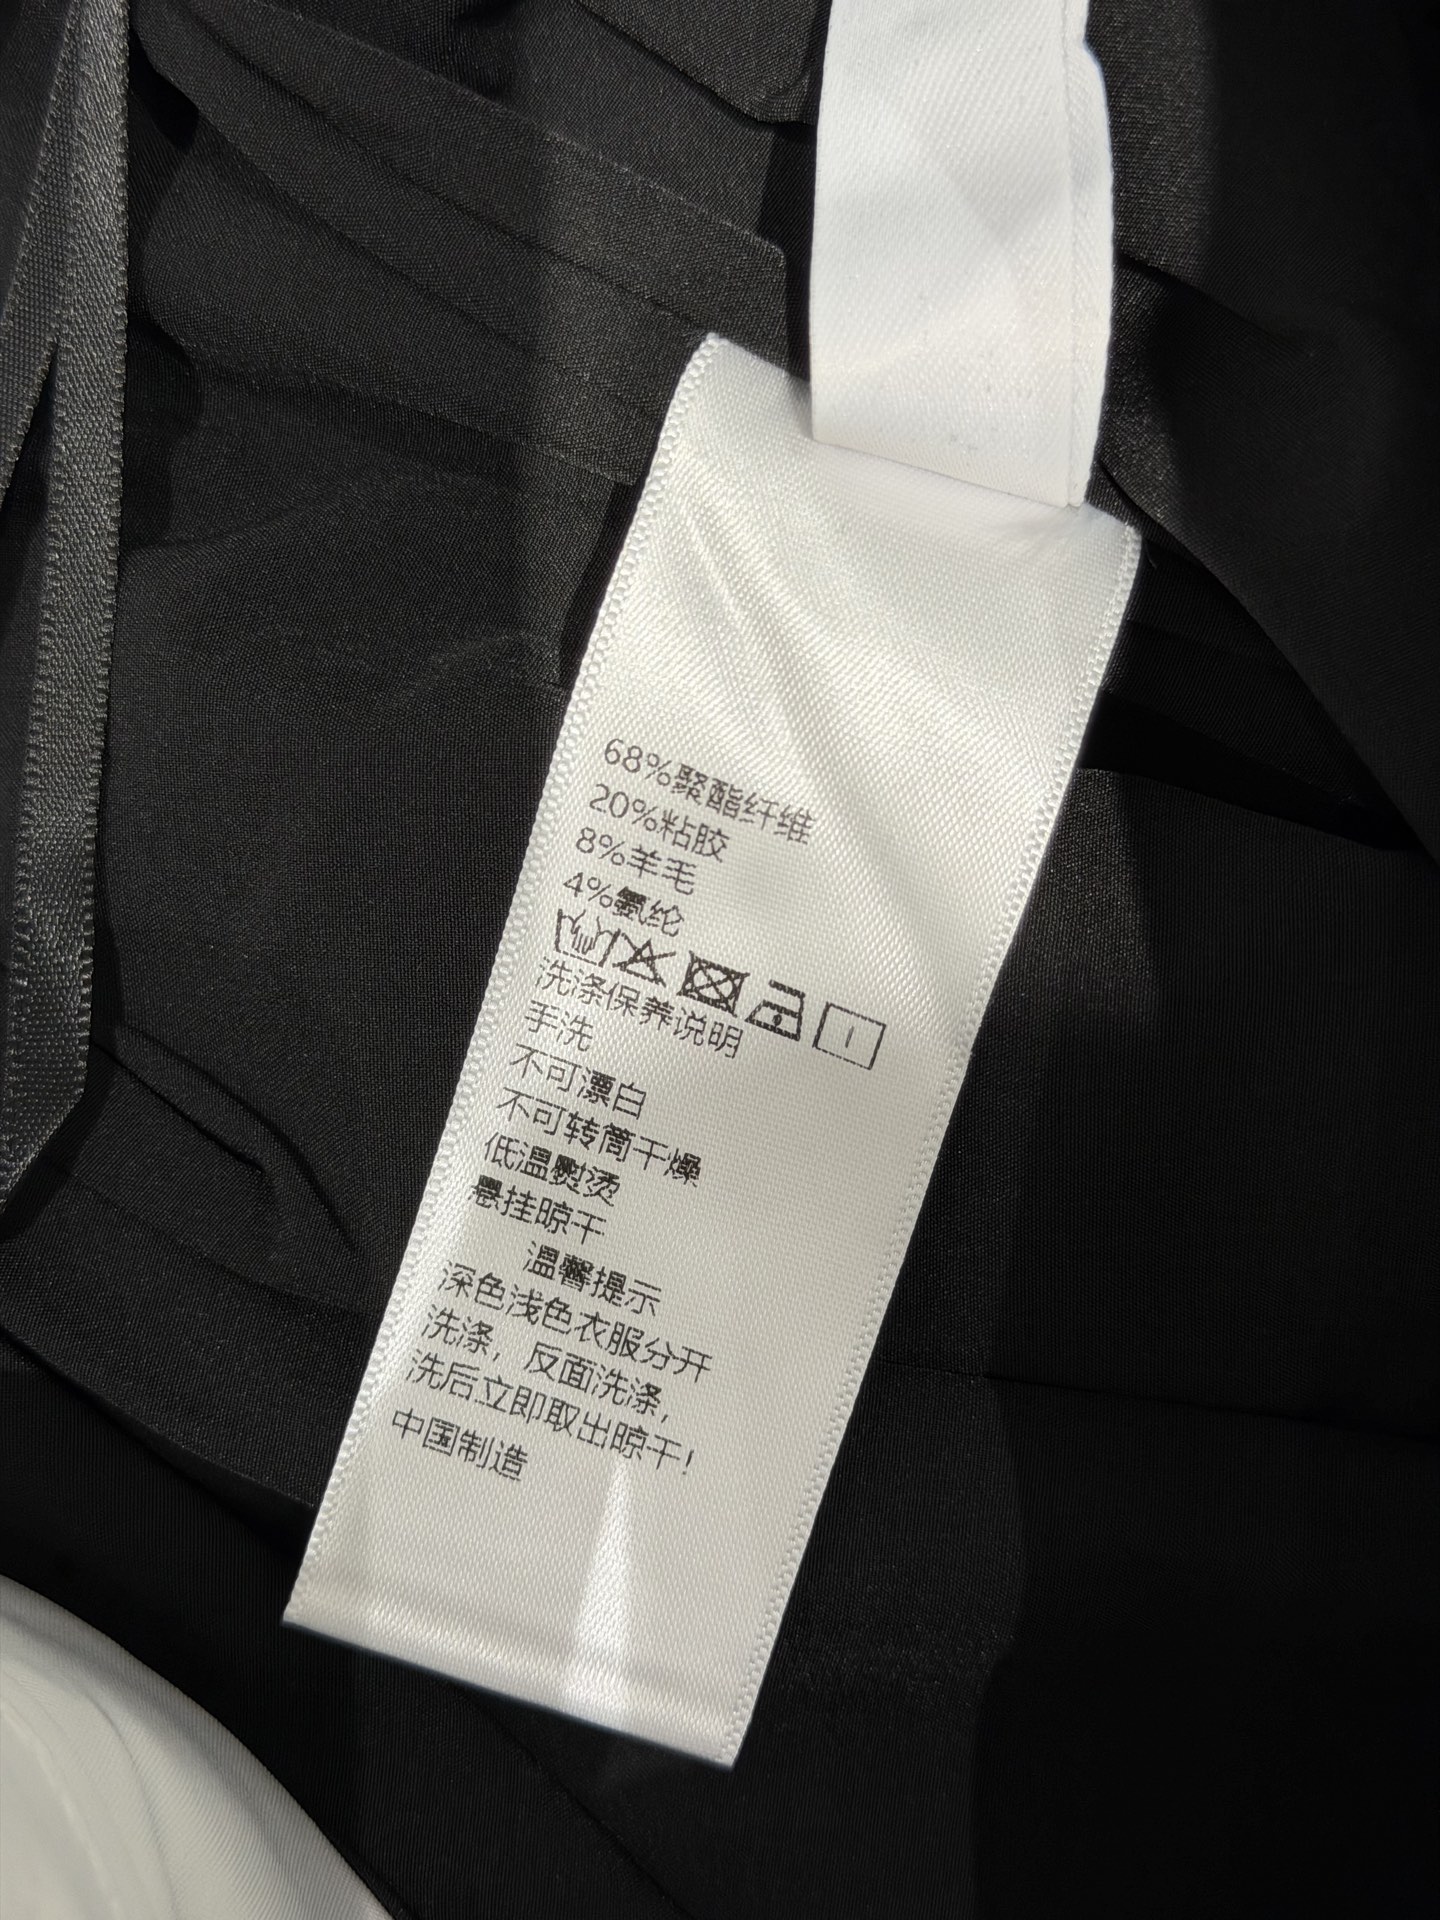 68%聚酯纤维
20%粘胶
8%羊毛
4%氨纶
洗涤保养说明
手洗
不可漂白
不可转筒干燥
低温熨烫
悬挂晾干
温馨提示
深色浅色衣服分开
洗涤，反面洗涤，
洗后立即取出晾干!
中国制造